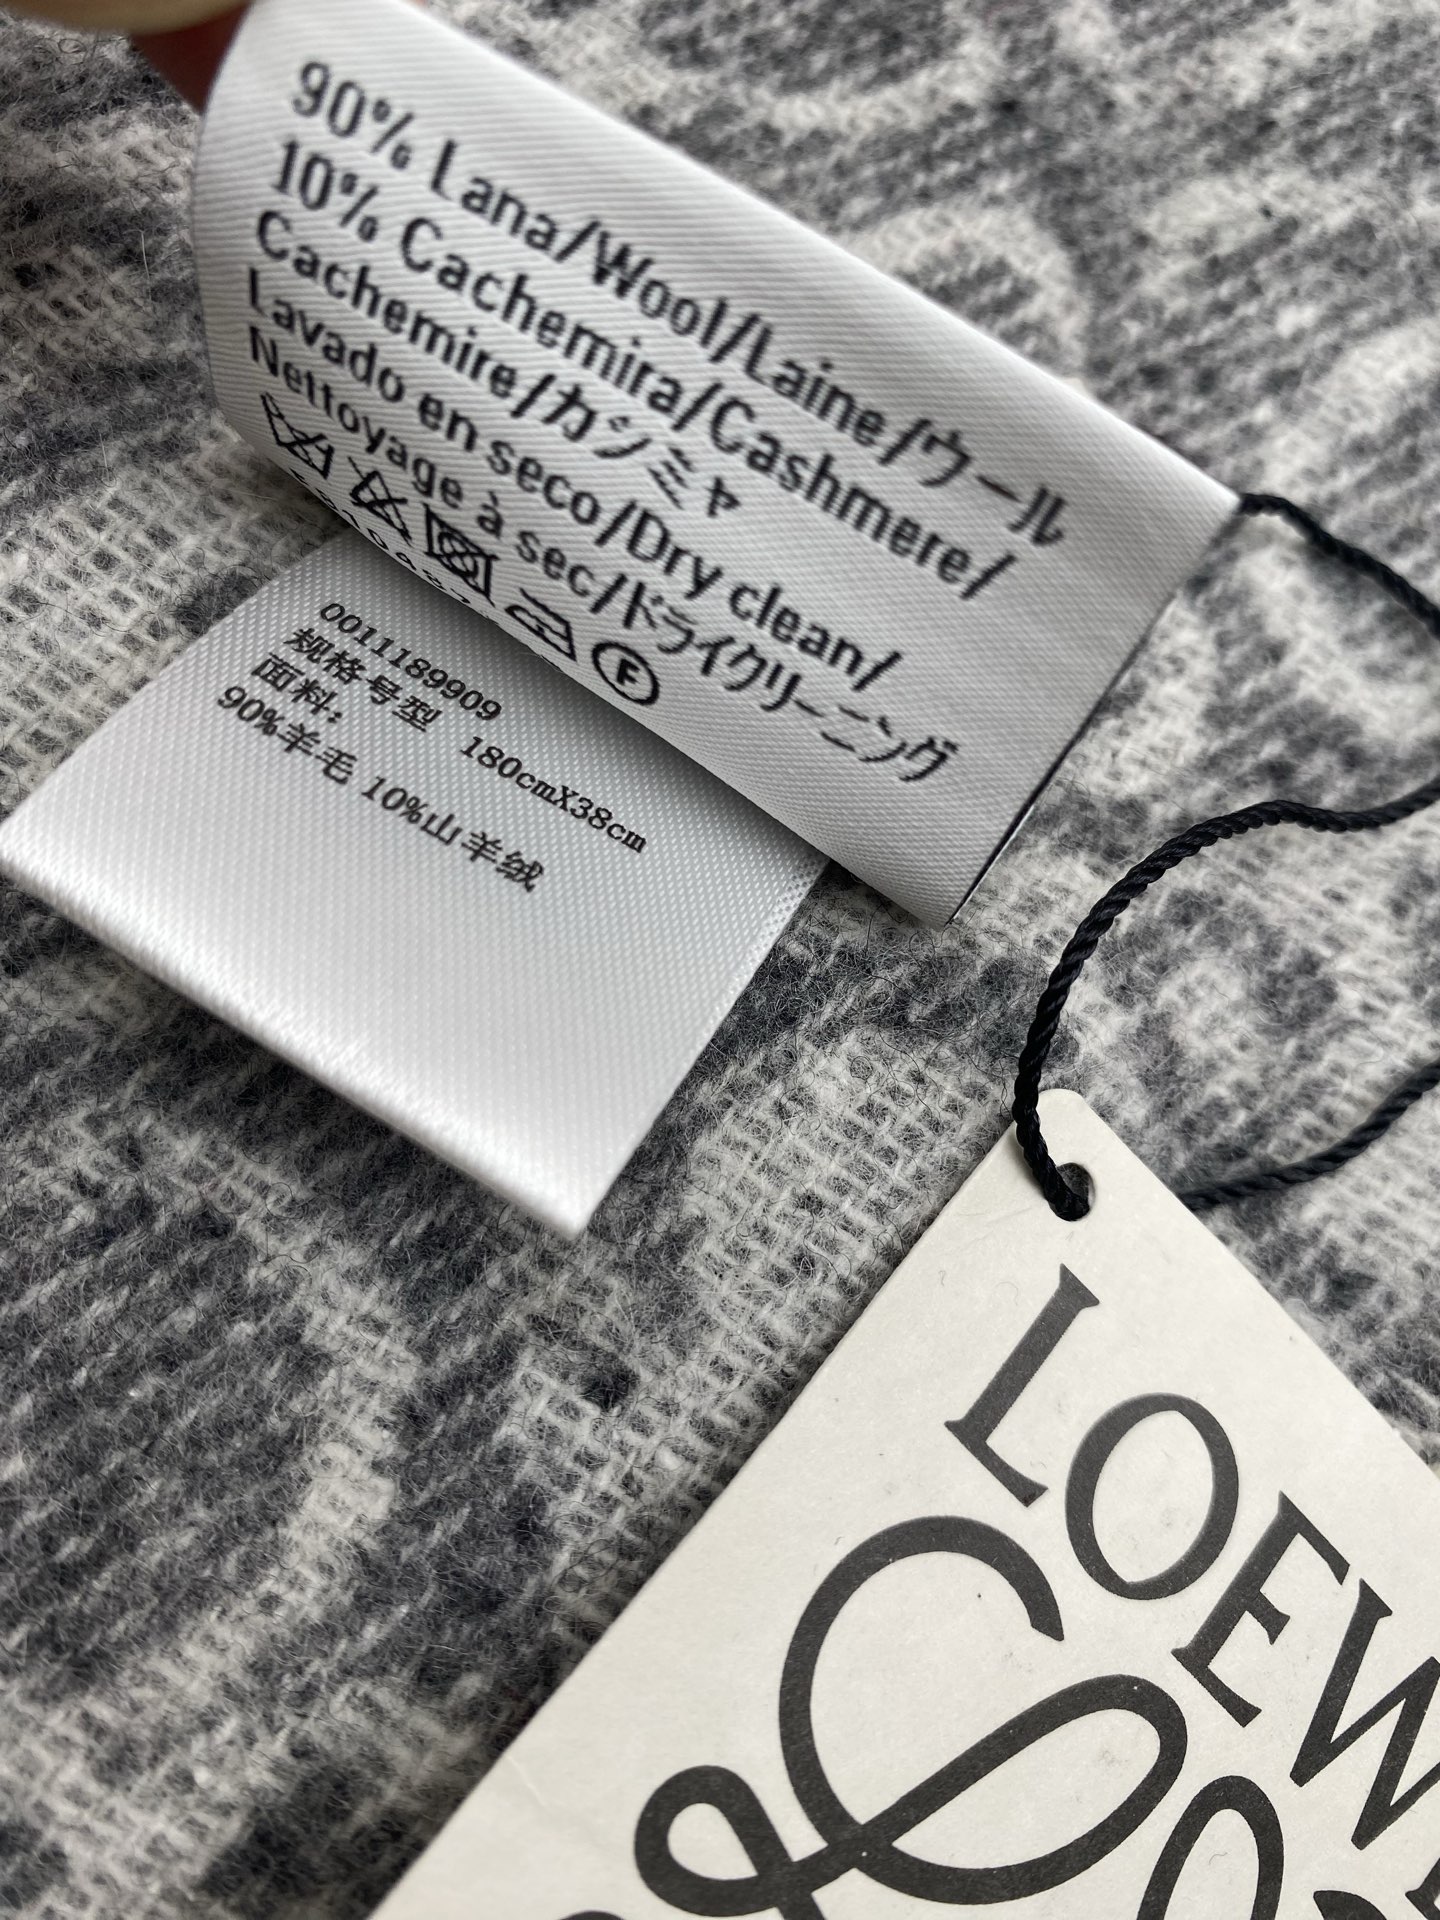 90% Lana/Wool/Laine/ウール
10% Cachemira/Cashmere/
Cachemire/カシミヤ
Lavado en seco/Dry clean/
Nettoyage à sec/ドライクリーニング
F
0011189909
规格号型 180cmX38cm
面料:
90%羊毛 10%山羊绒
LOEW